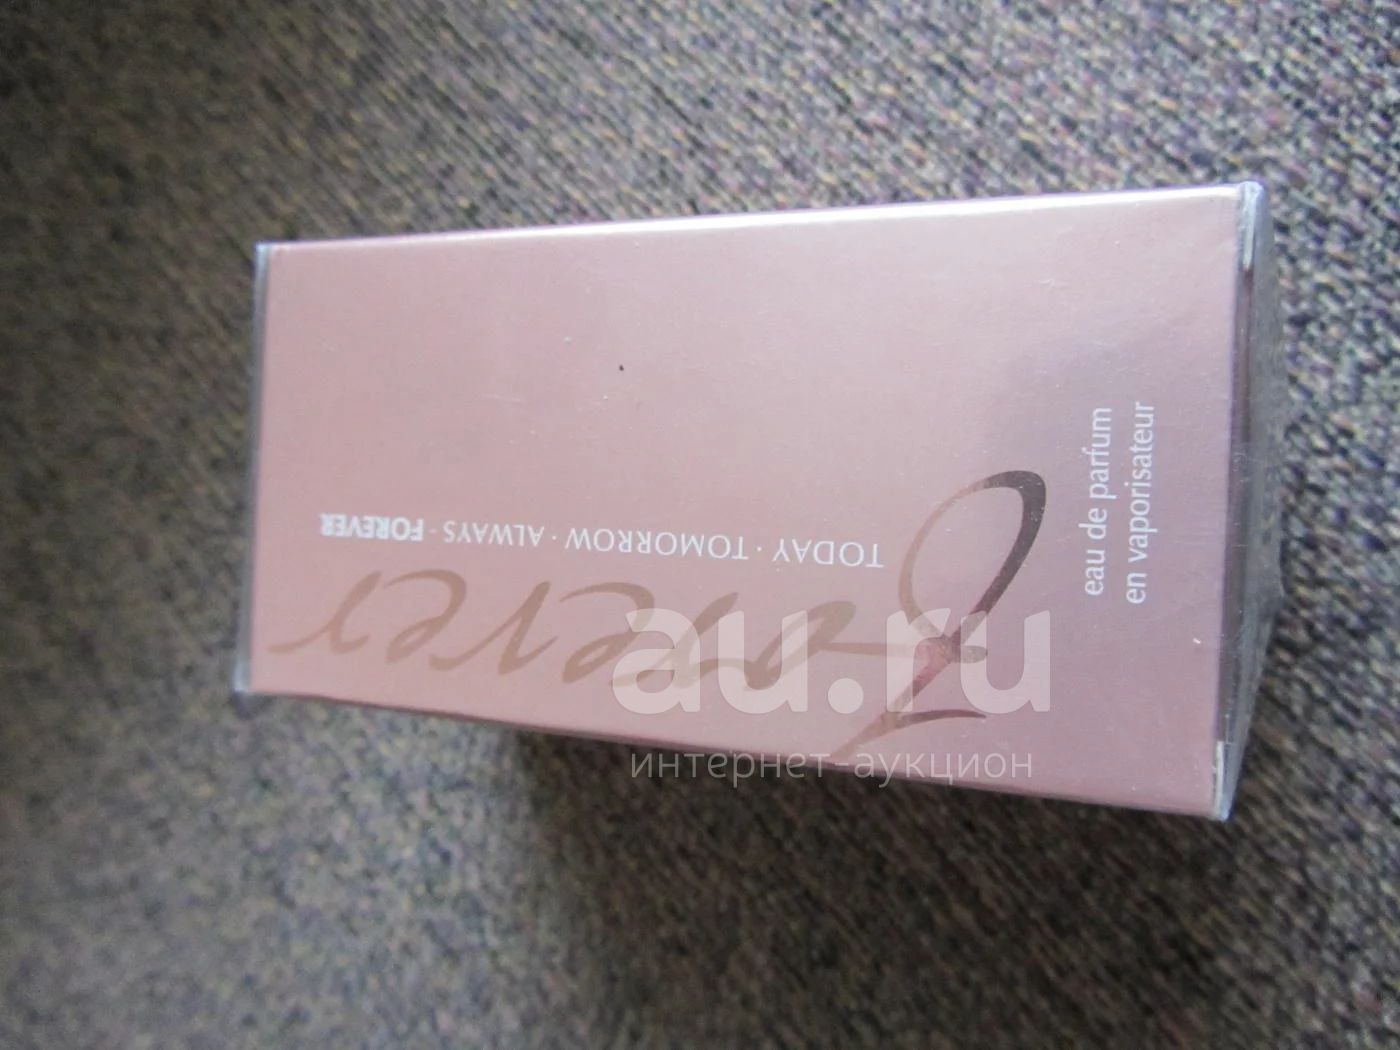 Forever
TODAY · TOMORROW · ALWAYS · FOREVER
eau de parfum
en vaporisateur
au.ru
интернет-аукцион